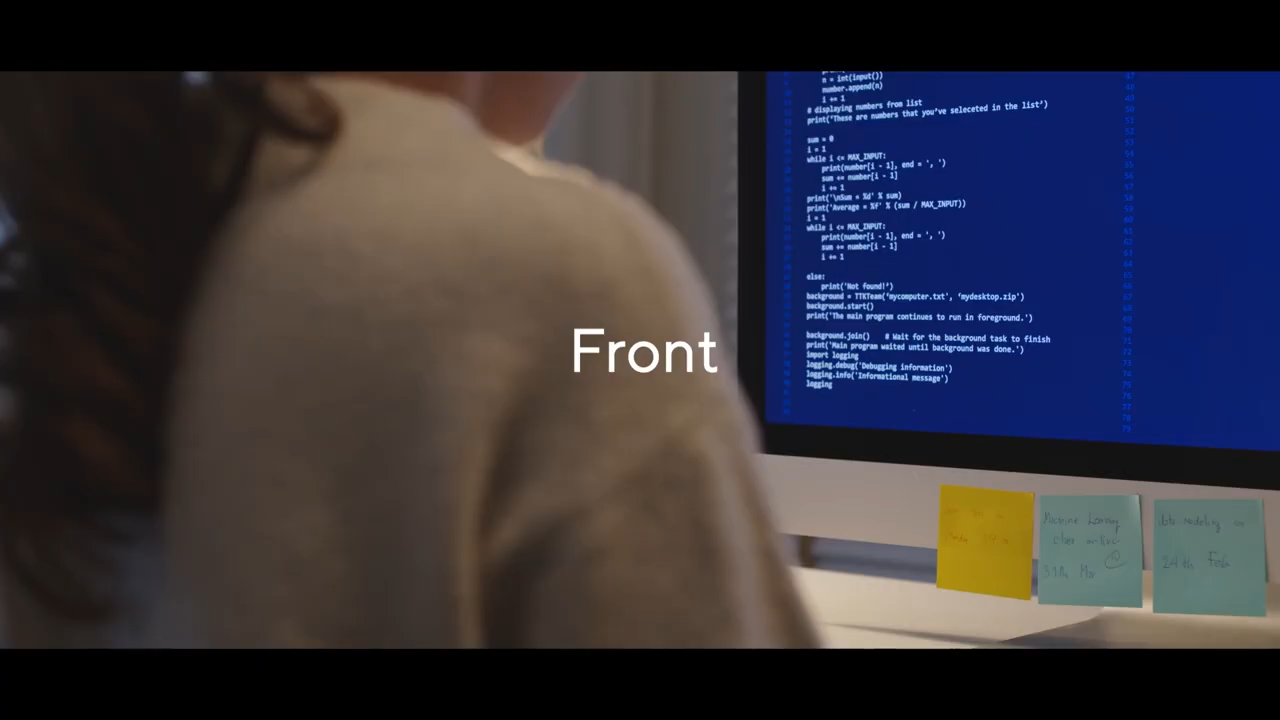 n = int(input())
number.append(n)
i += 1
# displaying numbers from list
print('These are numbers that you've seleceted in the list')
sum = 0
i = 1
while i <= MAX_INPUT:
print(number[i - 1], end = ', ')
sum += number[i - 1]
i += 1
print('\nSum = %d' % sum)
print('Average = %f' % (sum / MAX_INPUT))
i = 1
while i <= MAX_INPUT:
print(number[i - 1], end = ', ')
sum += number[i - 1]
i += 1
else:
print('Not found!')
background = TTKTeam('mycomputer.txt', 'mydesktop.zip')
background.start()
print('The main program continues to run in foreground.')
Front
background.join() # Wait for the background task to finish
print('Main program waited until background was done.')
import logging
logging.debug('Debugging information')
logging.info('Informational message')
logging
Machine Learning
24th Feb